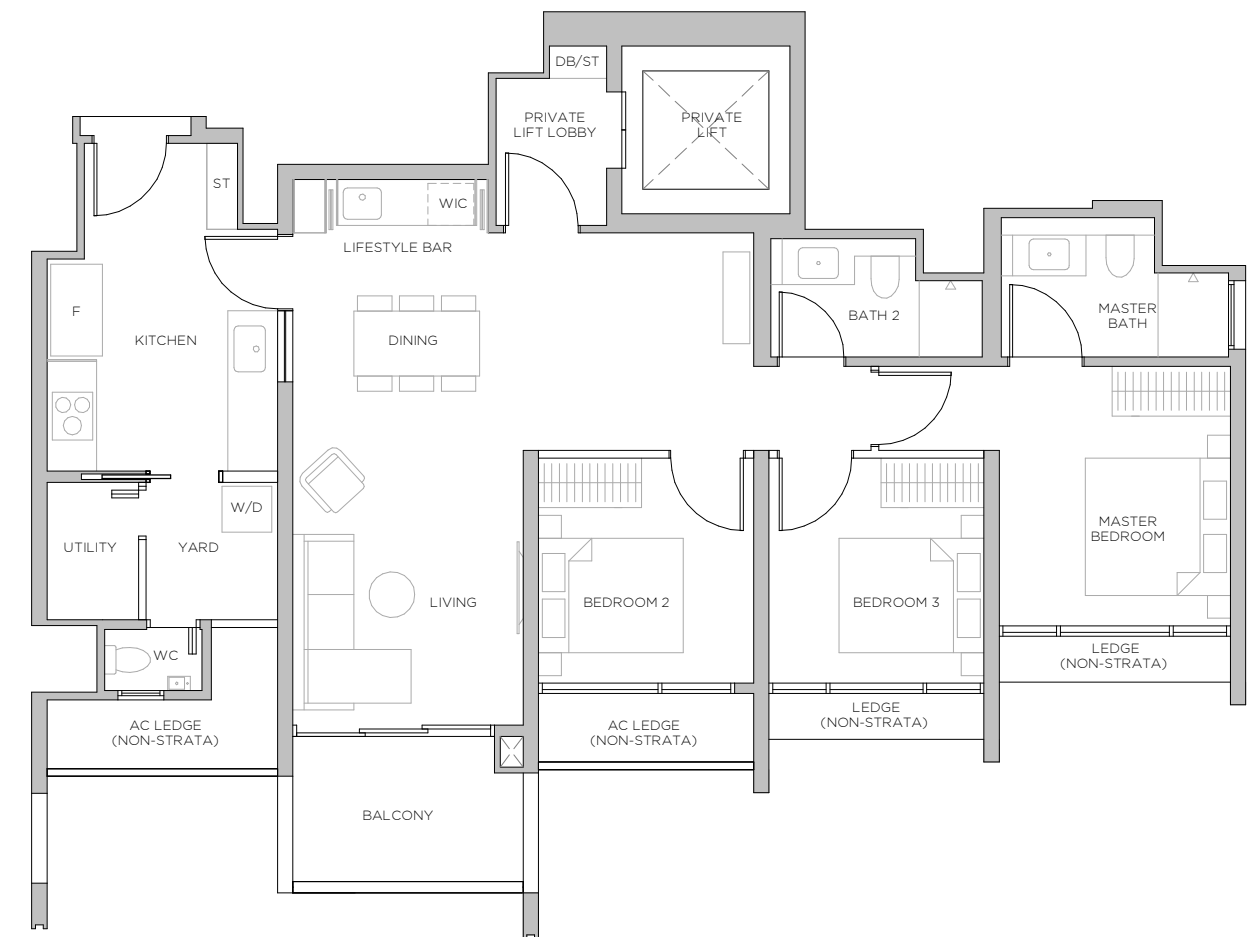 DB/ST
PRIVATE
LIFT LOBBY
PRIVATE
LIFT
ST
WIC
LIFESTYLE BAR
F
KITCHEN
DINING
BATH 2
MASTER
BATH
W/D
UTILITY
YARD
LIVING
BEDROOM 2
BEDROOM 3
MASTER
BEDROOM
WC
LEDGE
(NON-STRATA)
AC LEDGE
(NON-STRATA)
AC LEDGE
(NON-STRATA)
LEDGE
(NON-STRATA)
BALCONY